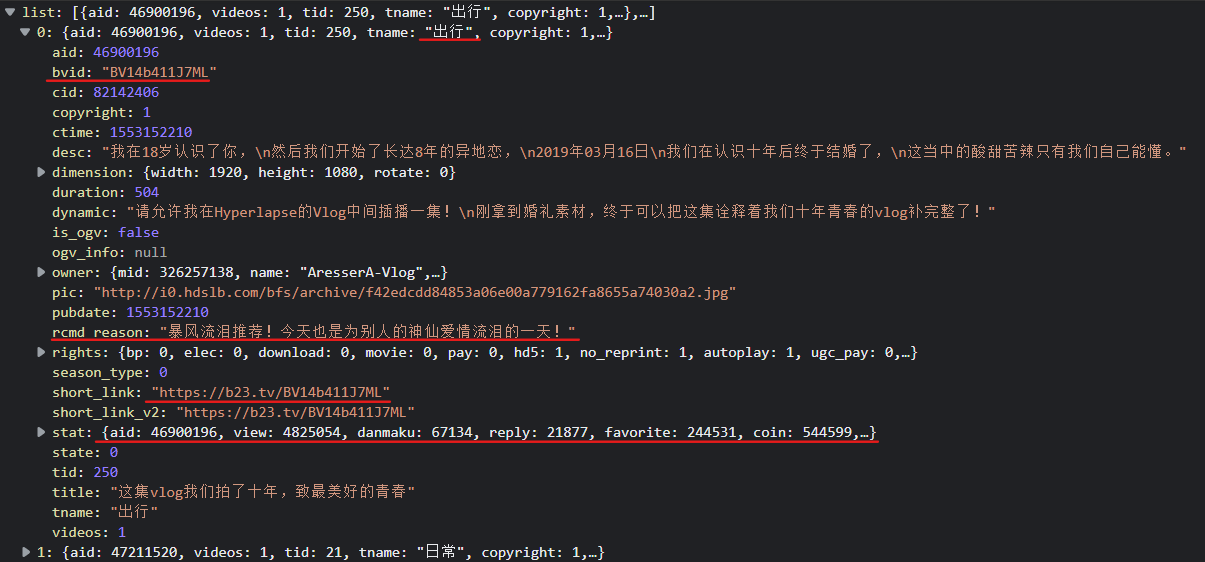 list: [{aid: 46900196, videos: 1, tid: 250, tname: "出行", copyright: 1,…},…]
0: {aid: 46900196, videos: 1, tid: 250, tname: "出行", copyright: 1,…}
aid: 46900196
bvid: "BV14b411J7ML"
cid: 82142406
copyright: 1
ctime: 1553152210
desc: "我在18岁认识了你，\n然后我们开始了长达8年的异地恋，\n2019年03月16日\n我们在认识十年后终于结婚了，\n这当中的酸甜苦辣只有我们自己能懂。"
dimension: {width: 1920, height: 1080, rotate: 0}
duration: 504
dynamic: "请允许我在Hyperlapse的Vlog中间插播一集！\n刚拿到婚礼素材，终于可以把这集诠释着我们十年青春的vlog补完整了！"
is_ogv: false
ogv_info: null
owner: {mid: 326257138, name: "AresserA-Vlog",…}
pic: "http://i0.hdslb.com/bfs/archive/f42edcdd84853a06e00a779162fa8655a74030a2.jpg"
pubdate: 1553152210
rcmd_reason: "暴风流泪推荐！今天也是为别人的神仙爱情流泪的一天！"
rights: {bp: 0, elec: 0, download: 0, movie: 0, pay: 0, hd5: 1, no_reprint: 1, autoplay: 1, ugc_pay: 0,…}
season_type: 0
short_link: "https://b23.tv/BV14b411J7ML"
short_link_v2: "https://b23.tv/BV14b411J7ML"
stat: {aid: 46900196, view: 4825054, danmaku: 67134, reply: 21877, favorite: 244531, coin: 544599,…}
state: 0
tid: 250
title: "这集vlog我们拍了十年，致最美好的青春"
tname: "出行"
videos: 1
1: {aid: 47211520, videos: 1, tid: 21, tname: "日常", copyright: 1,…}